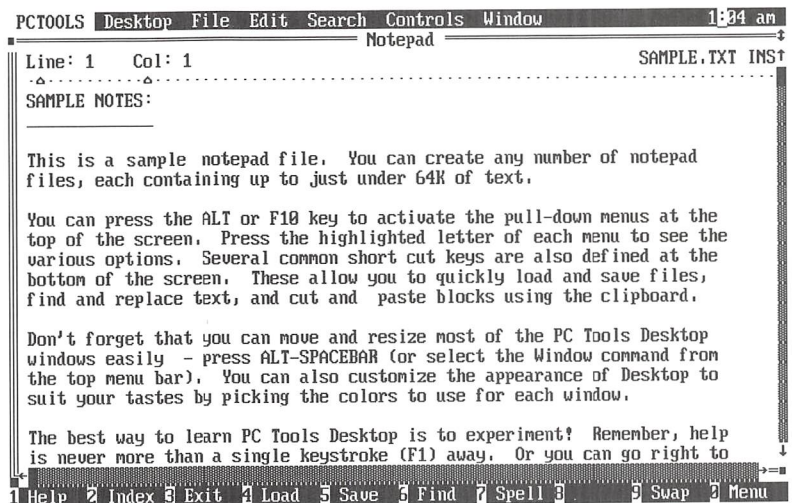 PCTOOLS Desktop File Edit Search Controls Window 1:04 am
Notepad
Line: 1 Col: 1 SAMPLE.TXT INS
SAMPLE NOTES:
This is a sample notepad file. You can create any number of notepad
files, each containing up to just under 64K of text.
You can press the ALT or F10 key to activate the pull-down menus at the
top of the screen. Press the highlighted letter of each menu to see the
various options. Several common short cut keys are also defined at the
bottom of the screen. These allow you to quickly load and save files,
find and replace text, and cut and paste blocks using the clipboard.
Don't forget that you can move and resize most of the PC Tools Desktop
windows easily - press ALT-SPACEBAR (or select the Window command from
the top menu bar). You can also customize the appearance of Desktop to
suit your tastes by picking the colors to use for each window.
The best way to learn PC Tools Desktop is to experiment! Remember, help
is never more than a single keystroke (F1) away. Or you can go right to
1 Help 2 Index 3 Exit 4 Load 5 Save 6 Find 7 Spell 8 9 Swap 0 Menu